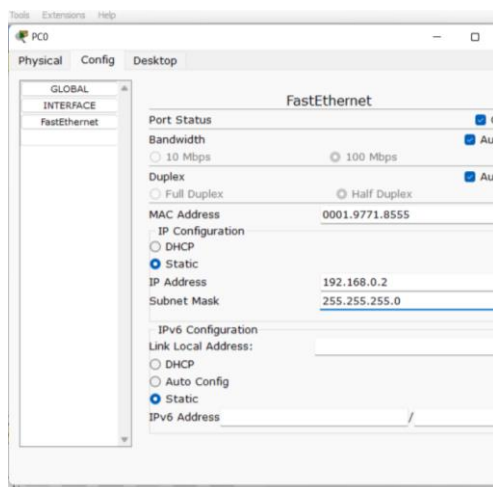 Tools Extensions Help
PC0
Physical Config Desktop
GLOBAL
INTERFACE
FastEthernet
FastEthernet
Port Status
Bandwidth Au
10 Mbps 100 Mbps
Duplex Au
Full Duplex Half Duplex
MAC Address 0001.9771.8555
IP Configuration
DHCP
Static
IP Address 192.168.0.2
Subnet Mask 255.255.255.0
IPv6 Configuration
Link Local Address:
DHCP
Auto Config
Static
IPv6 Address /